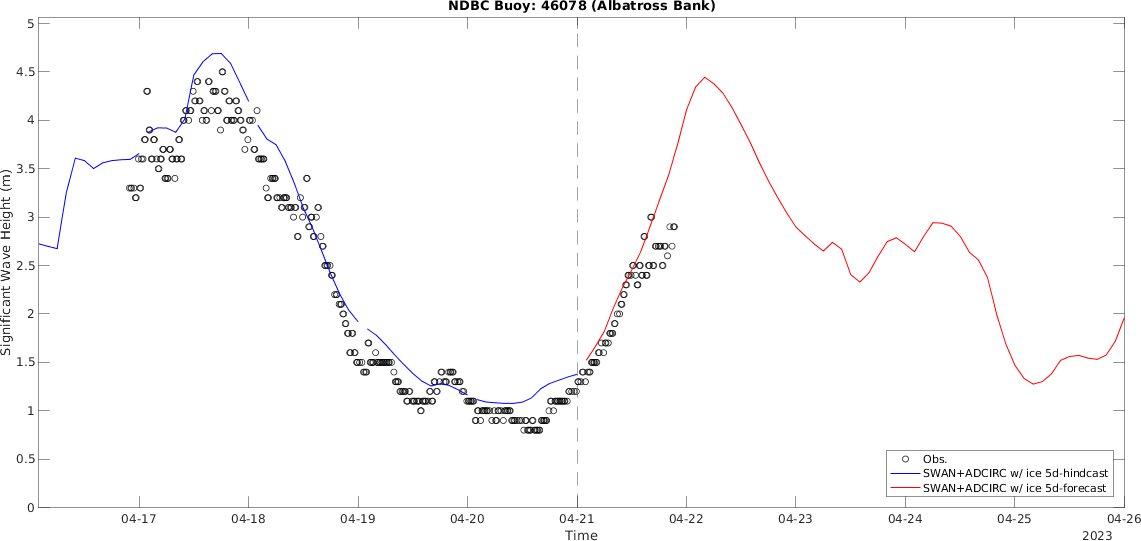 NDBC Buoy: 46078 (Albatross Bank)
5
4.5
4
3.5
3
2.5
2
1.5
1
0.5
0
Significant Wave Height (m)
Obs.
SWAN+ADCIRC w/ ice 5d-hindcast
SWAN+ADCIRC w/ ice 5d-forecast
04-17 04-18 04-19 04-20 04-21 04-22 04-23 04-24 04-25 04-26
Time
2023